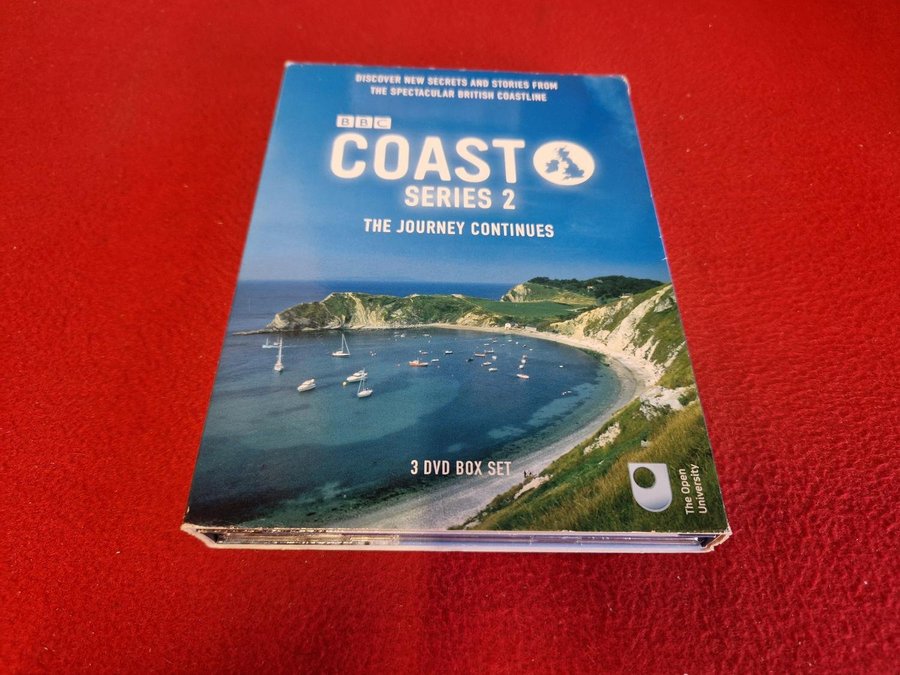 DISCOVER NEW SECRETS AND STORIES FROM
THE SPECTACULAR BRITISH COASTLINE
BBC
COAST
SERIES 2
THE JOURNEY CONTINUES
3 DVD BOX SET
The Open
University